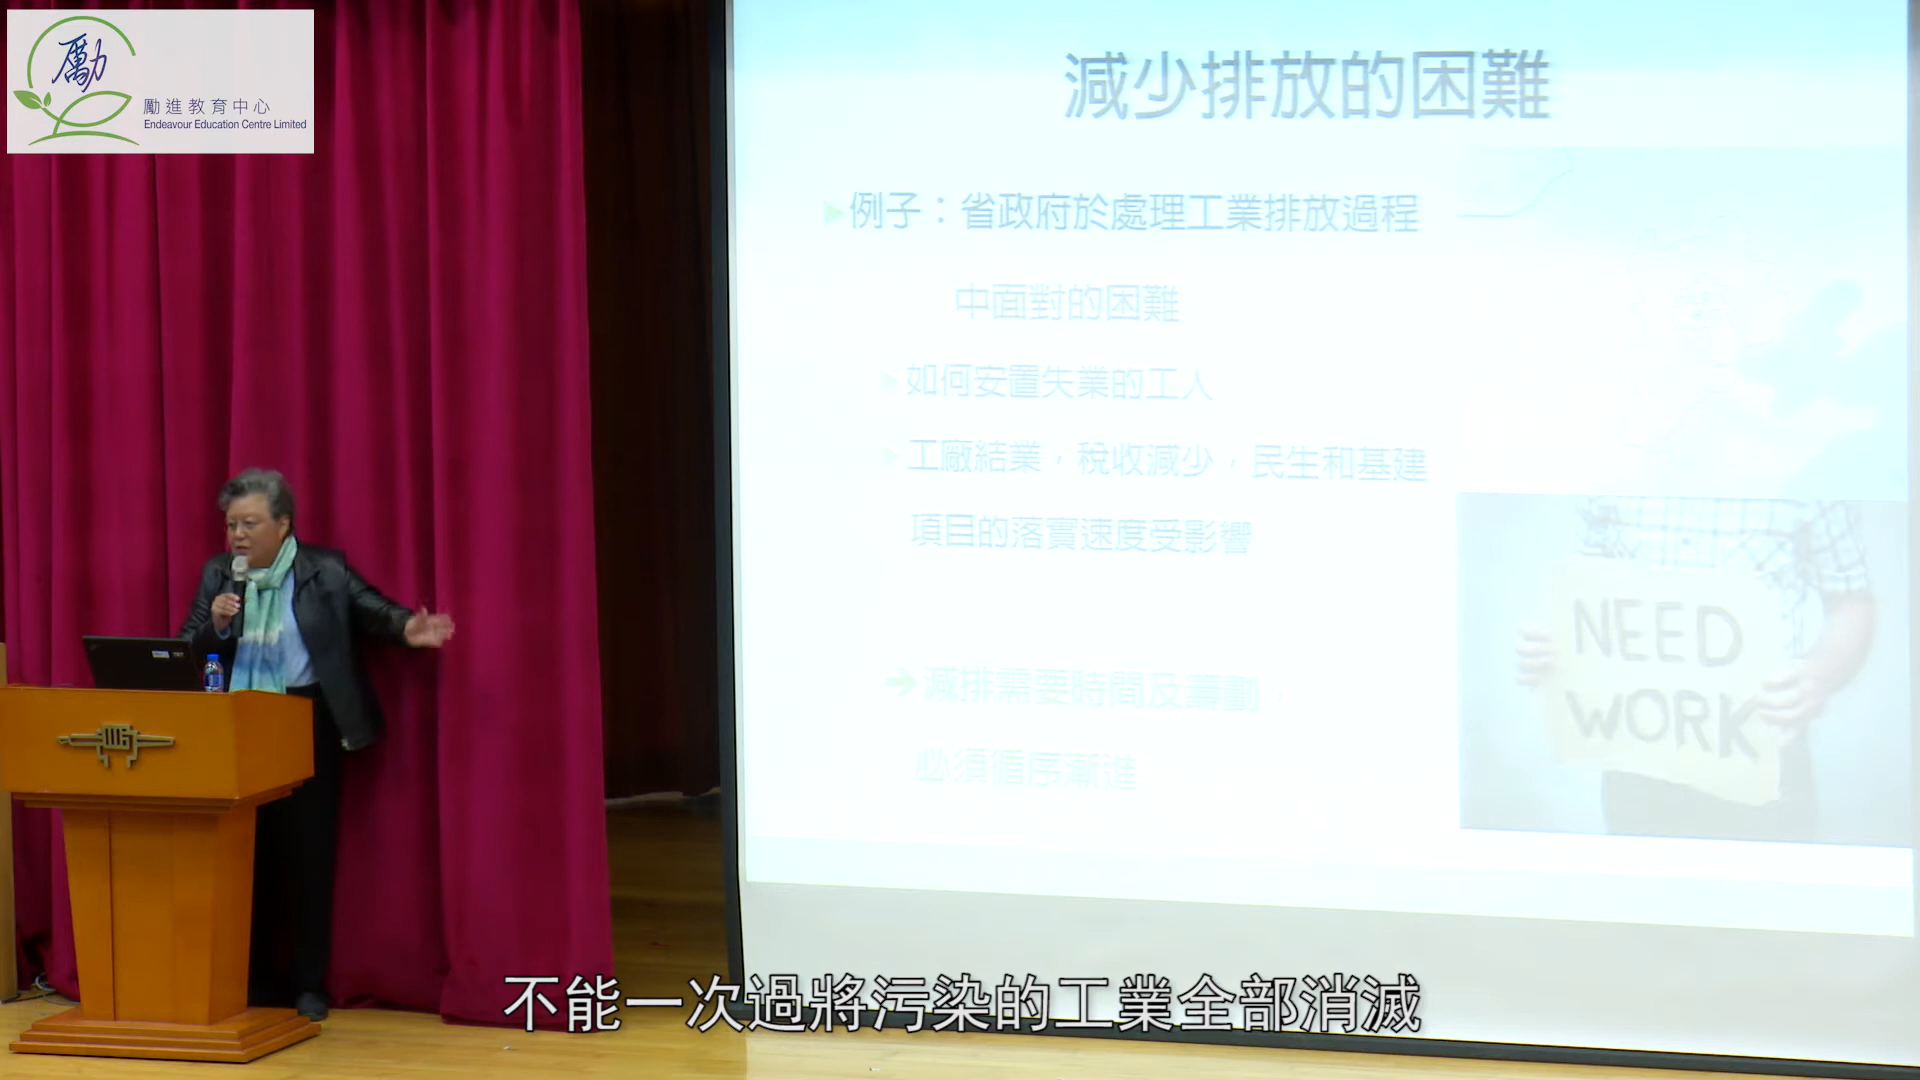 勵
勵進教育中心
Endeavour Education Centre Limited
減少排放的困難
例子：省政府於處理工業排放過程
中面對的困難
如何安置失業的工人
工廠結業，稅收減少，民生和基建
項目的落實速度受影響
減排需要時間及籌劃，
必須循序漸進
NEED
WORK
不能一次過將污染的工業全部消滅